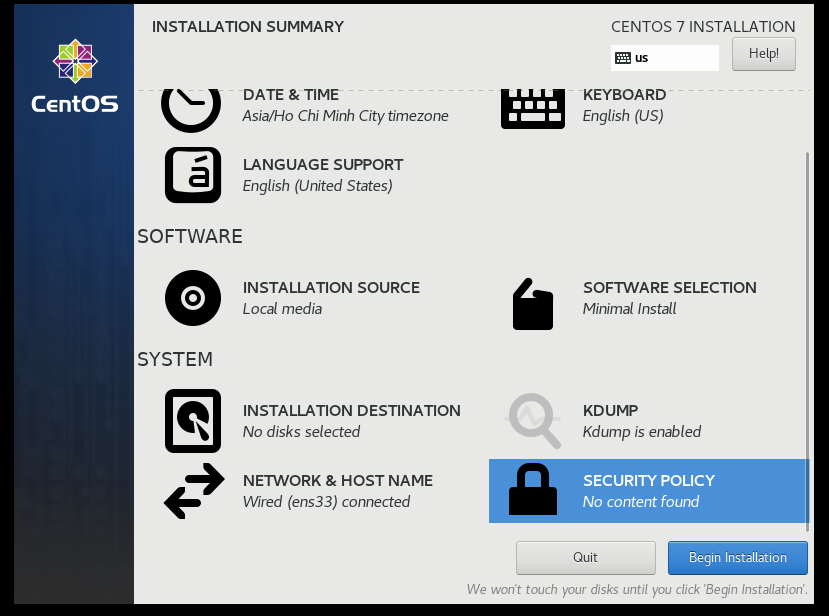 INSTALLATION SUMMARY
CENTOS 7 INSTALLATION
us
Help!
CentOS
DATE & TIME
Asia/Ho Chi Minh City timezone
KEYBOARD
English (US)
LANGUAGE SUPPORT
English (United States)
SOFTWARE
INSTALLATION SOURCE
Local media
SOFTWARE SELECTION
Minimal Install
SYSTEM
INSTALLATION DESTINATION
No disks selected
KDUMP
Kdump is enabled
NETWORK & HOST NAME
Wired (ens33) connected
SECURITY POLICY
No content found
Quit
Begin Installation
We won't touch your disks until you click 'Begin Installation'.